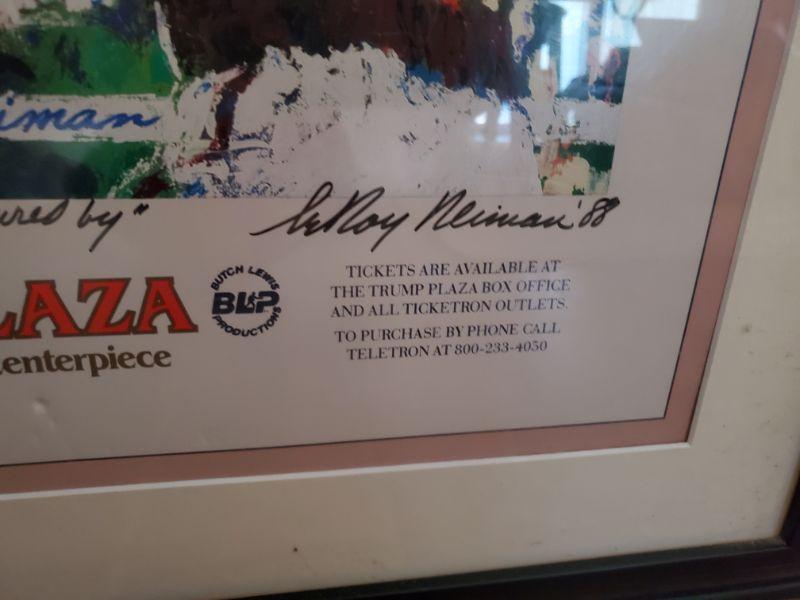 iman
ured by"
LeRoy Neiman '88
LAZA
enterpiece
BUTCH LEWIS
BLP
PRODUCTIONS
TICKETS ARE AVAILABLE AT
THE TRUMP PLAZA BOX OFFICE
AND ALL TICKETRON OUTLETS.
TO PURCHASE BY PHONE CALL
TELETRON AT 800-233-4050